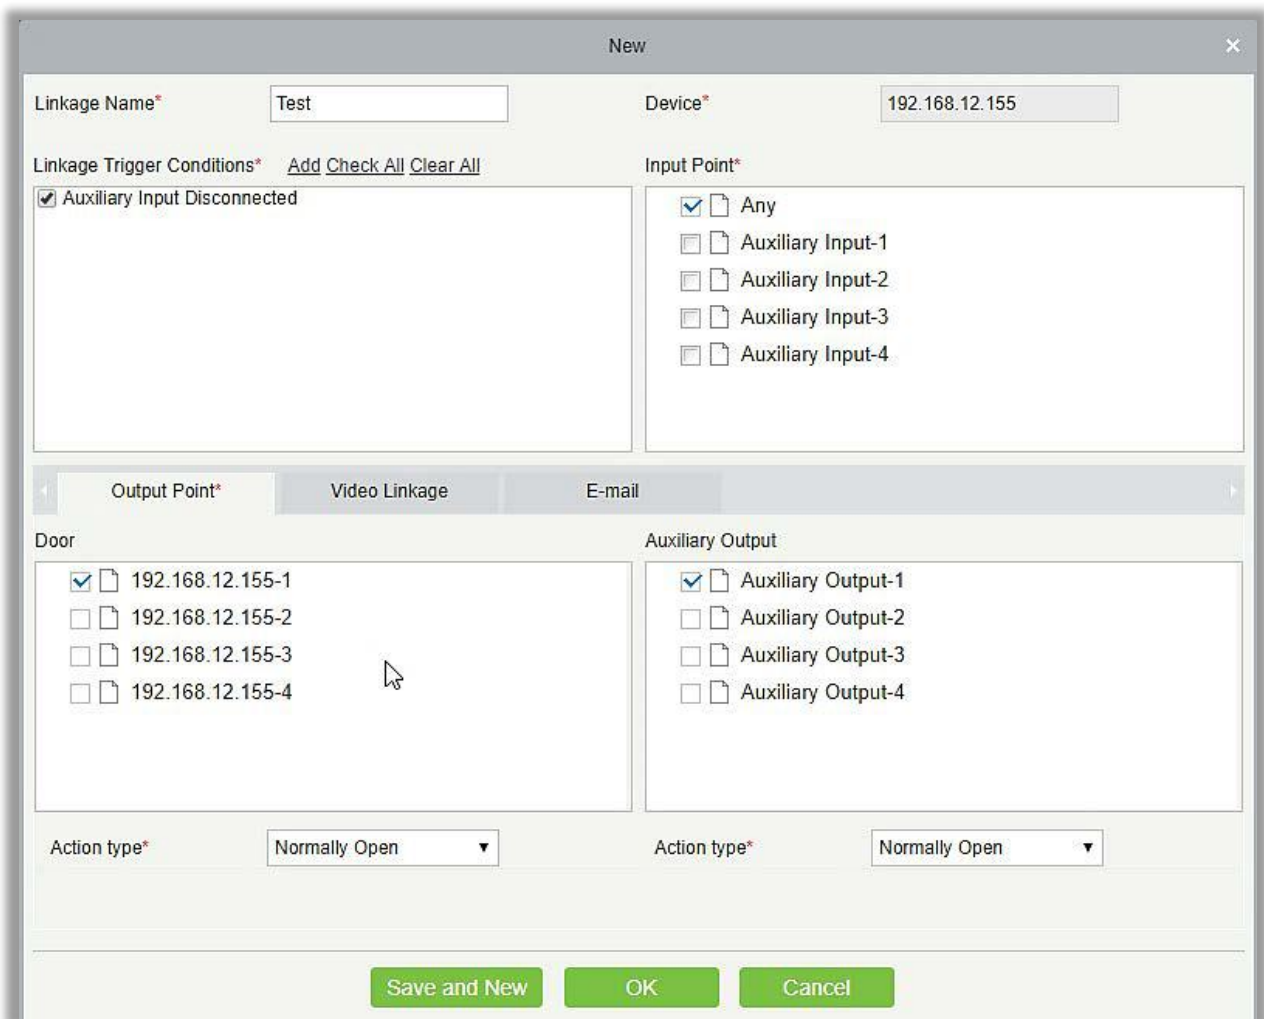 New
Linkage Name* Test Device* 192.168.12.155
Linkage Trigger Conditions* Add Check All Clear All Input Point*
Auxiliary Input Disconnected
Any
Auxiliary Input-1
Auxiliary Input-2
Auxiliary Input-3
Auxiliary Input-4
Output Point* Video Linkage E-mail
Door Auxiliary Output
192.168.12.155-1 Auxiliary Output-1
192.168.12.155-2 Auxiliary Output-2
192.168.12.155-3 Auxiliary Output-3
192.168.12.155-4 Auxiliary Output-4
Action type* Normally Open Action type* Normally Open
Save and New OK Cancel